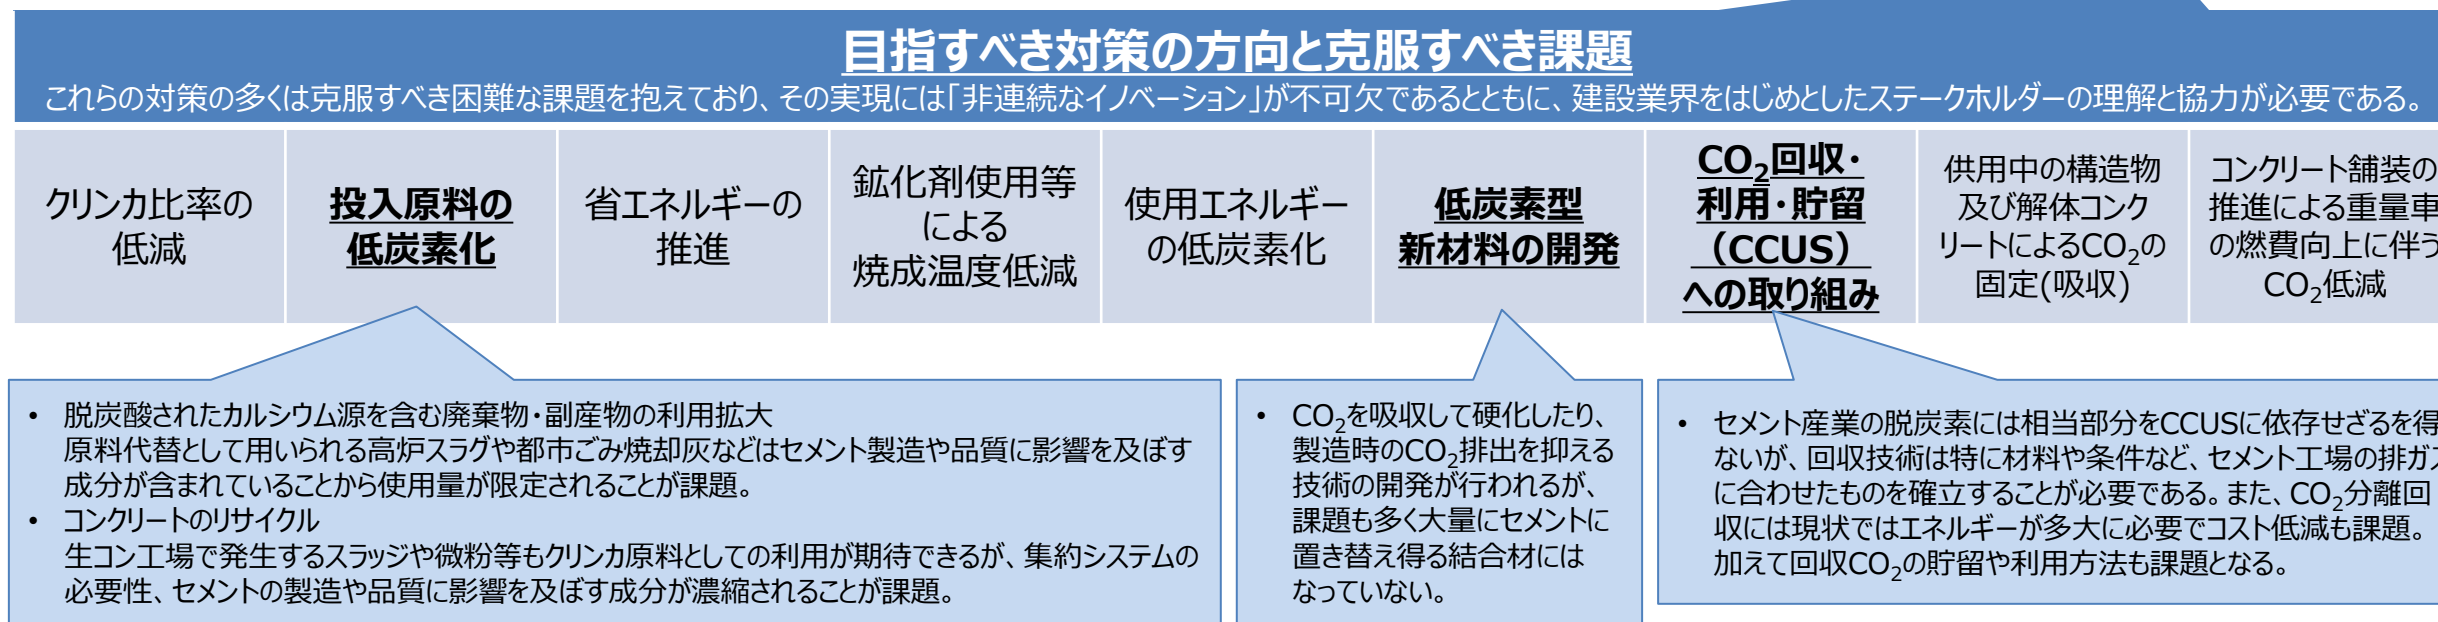 目指すべき対策の方向と克服すべき課題
これらの対策の多くは克服すべき困難な課題を抱えており、その実現には「非連続なイノベーション」が不可欠であるとともに、建設業界をはじめとしたステークホルダーの理解と協力が必要である。
クリンカ比率の
低減
投入原料の
低炭素化
省エネルギーの
推進
鉱化剤使用等
による
焼成温度低減
使用エネルギー
の低炭素化
低炭素型
新材料の開発
CO₂回収・
利用・貯留
（CCUS）
への取り組み
供用中の構造物
及び解体コンク
リートによるCO₂の
固定(吸収)
コンクリート舗装の
推進による重量車
の燃費向上に伴う
CO₂低減
• 脱炭酸されたカルシウム源を含む廃棄物・副産物の利用拡大
原料代替として用いられる高炉スラグや都市ごみ焼却灰などはセメント製造や品質に影響を及ぼす
成分が含まれていることから使用量が限定されることが課題。
• コンクリートのリサイクル
生コン工場で発生するスラッジや微粉等もクリンカ原料としての利用が期待できるが、集約システムの
必要性、セメントの製造や品質に影響を及ぼす成分が濃縮されることが課題。
• CO₂を吸収して硬化したり、
製造時のCO₂排出を抑える
技術の開発が行われるが、
課題も多く大量にセメントに
置き替え得る結合材には
なっていない。
• セメント産業の脱炭素には相当部分をCCUSに依存せざるを得
ないが、回収技術は特に材料や条件など、セメント工場の排ガス
に合わせたものを確立することが必要である。また、CO₂分離回
収には現状ではエネルギーが多大に必要でコスト低減も課題。
加えて回収CO₂の貯留や利用方法も課題となる。